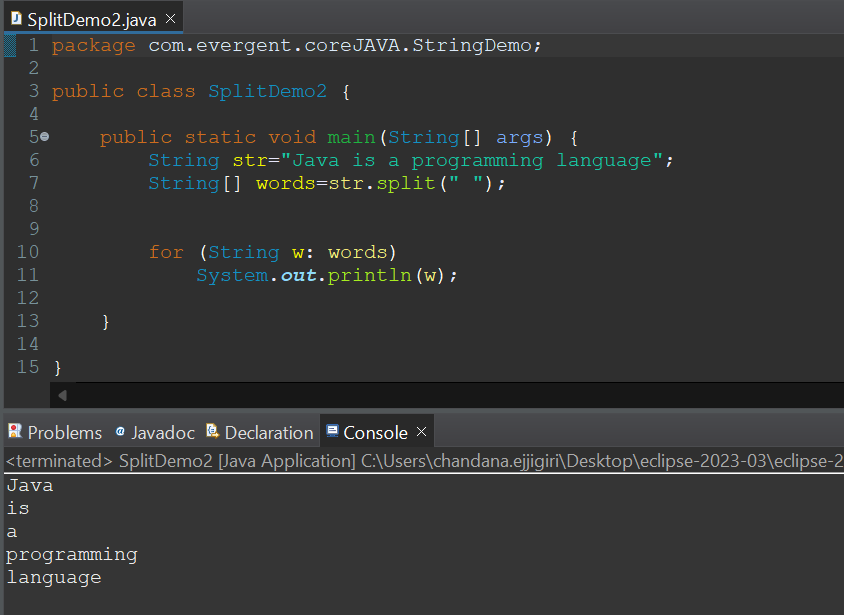 SplitDemo2.java
1 package com.evergent.coreJAVA.StringDemo;
2
3 public class SplitDemo2 {
4
5 public static void main(String[] args) {
6 String str="Java is a programming language";
7 String[] words=str.split(" ");
8
9
10 for (String w: words)
11 System.out.println(w);
12
13 }
14
15 }
Problems @ Javadoc Declaration Console
<terminated> SplitDemo2 [Java Application] C:\Users\chandana.ejjigiri\Desktop\eclipse-2023-03\eclipse-2
Java
is
a
programming
language